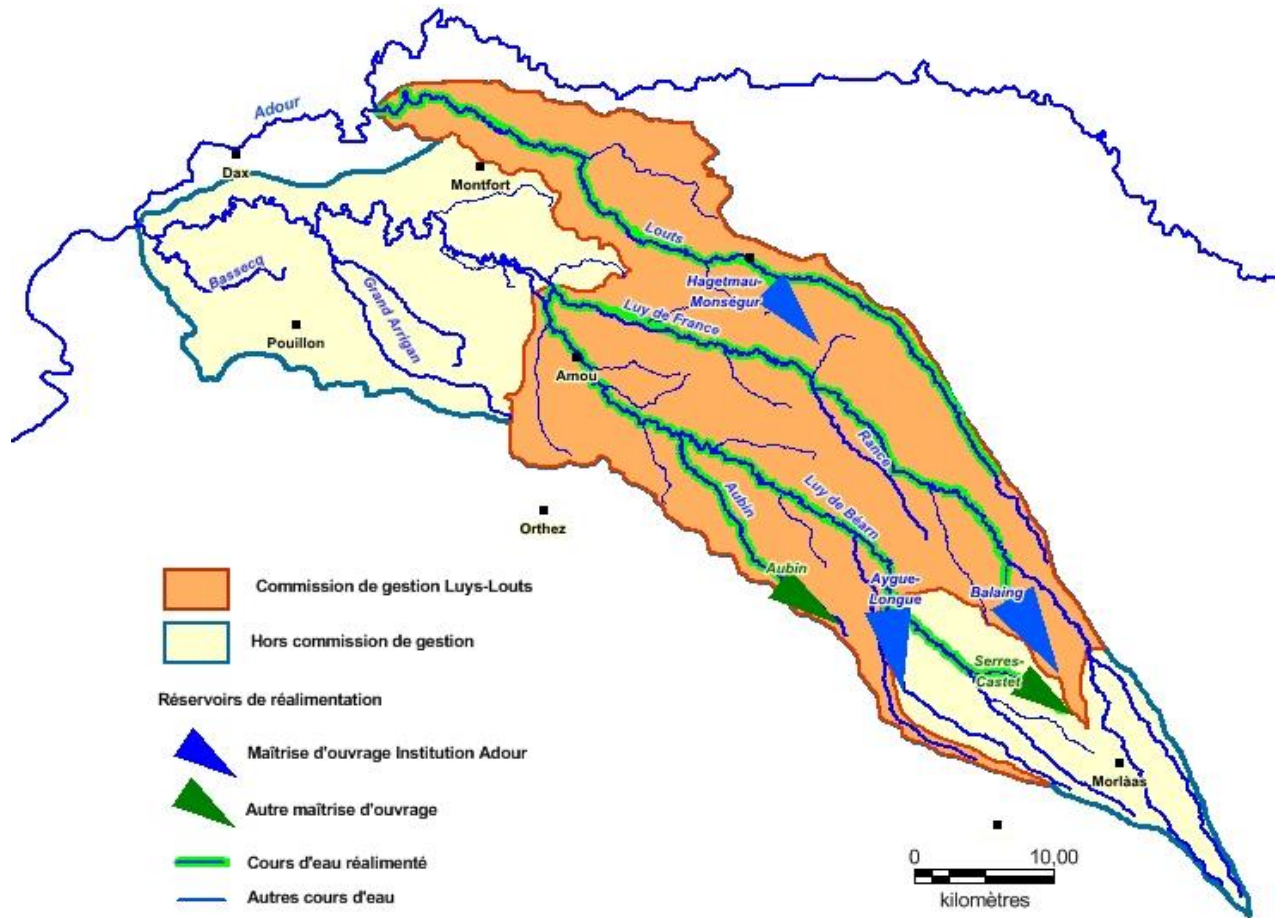 Adour
Dax
Montfort
Louts
Bassecq
Grand Arrigan
Hagetmau-
Monségur
Luy de France
Pouillon
Amou
Rance
Aubin
Luy de Béarn
Orthez
Aubin
Aygue-
Longue
Balaing
Serres-
Castet
Morlàas
Commission de gestion Luys-Louts
Hors commission de gestion
Réservoirs de réalimentation
Maîtrise d'ouvrage Institution Adour
Autre maîtrise d'ouvrage
Cours d'eau réalimenté
Autres cours d'eau
0 10,00
kilomètres